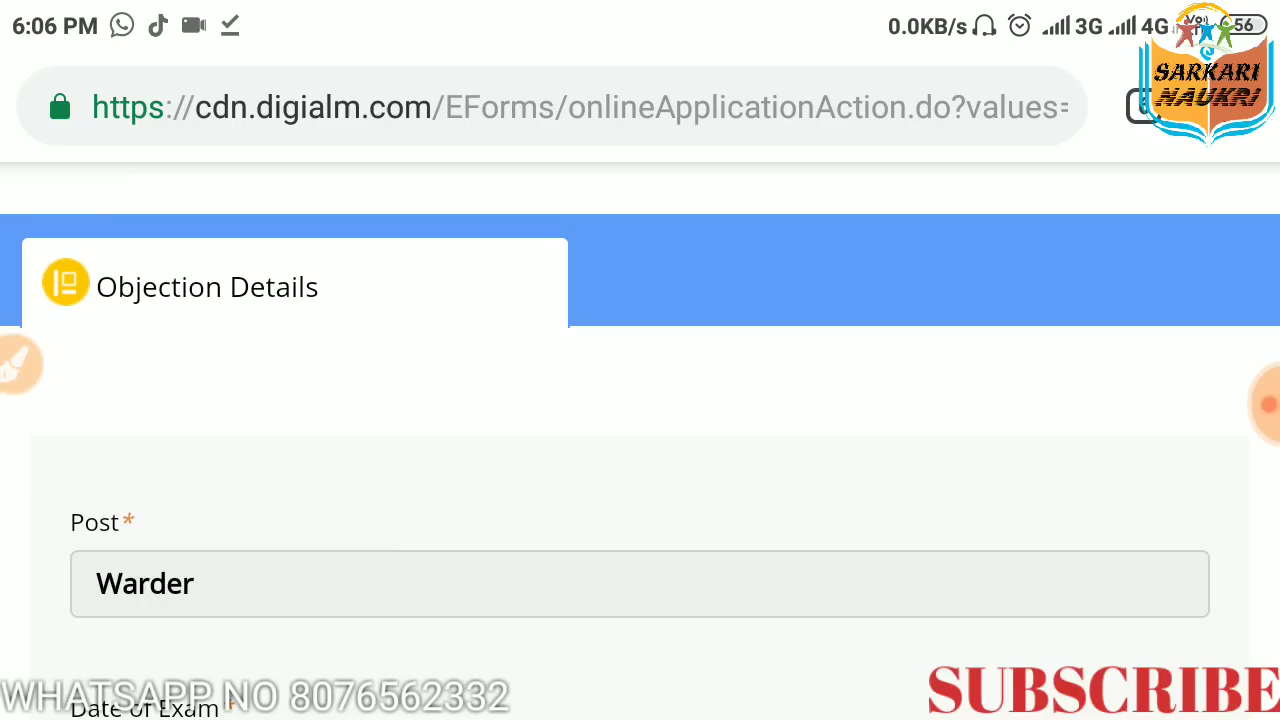 6:06 PM
0.0KB/s 3G 4G 56
SARKARI
NAUKRI
https://cdn.digialm.com/EForms/onlineApplicationAction.do?values=
Objection Details
Post*
Warder
WHATSAPP NO 8076562332
Date of Exam *
SUBSCRIBE